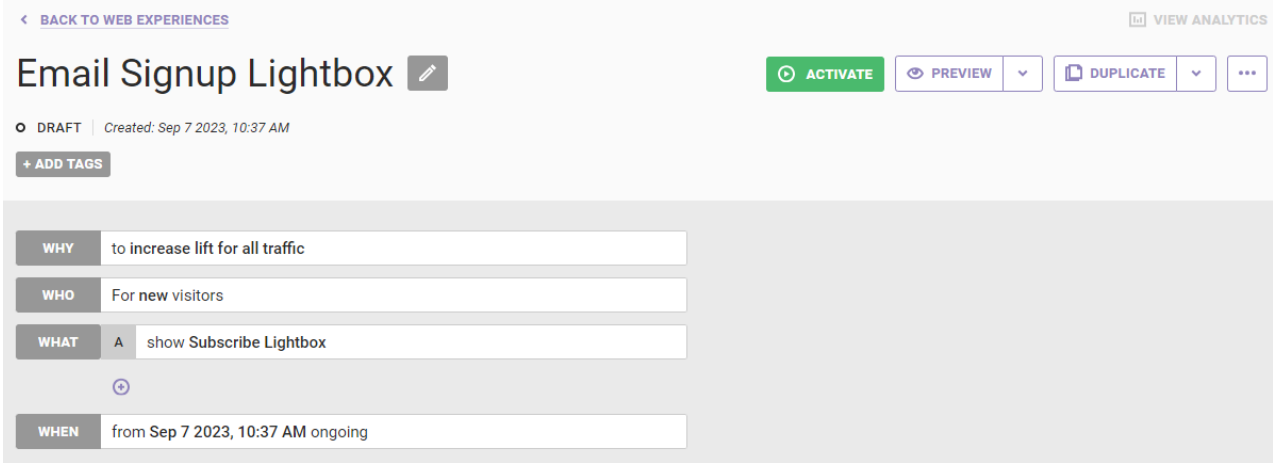 BACK TO WEB EXPERIENCES
VIEW ANALYTICS
Email Signup Lightbox
ACTIVATE
PREVIEW
DUPLICATE
DRAFT
Created: Sep 7 2023, 10:37 AM
+ ADD TAGS
WHY to increase lift for all traffic
WHO For new visitors
WHAT A show Subscribe Lightbox
WHEN from Sep 7 2023, 10:37 AM ongoing